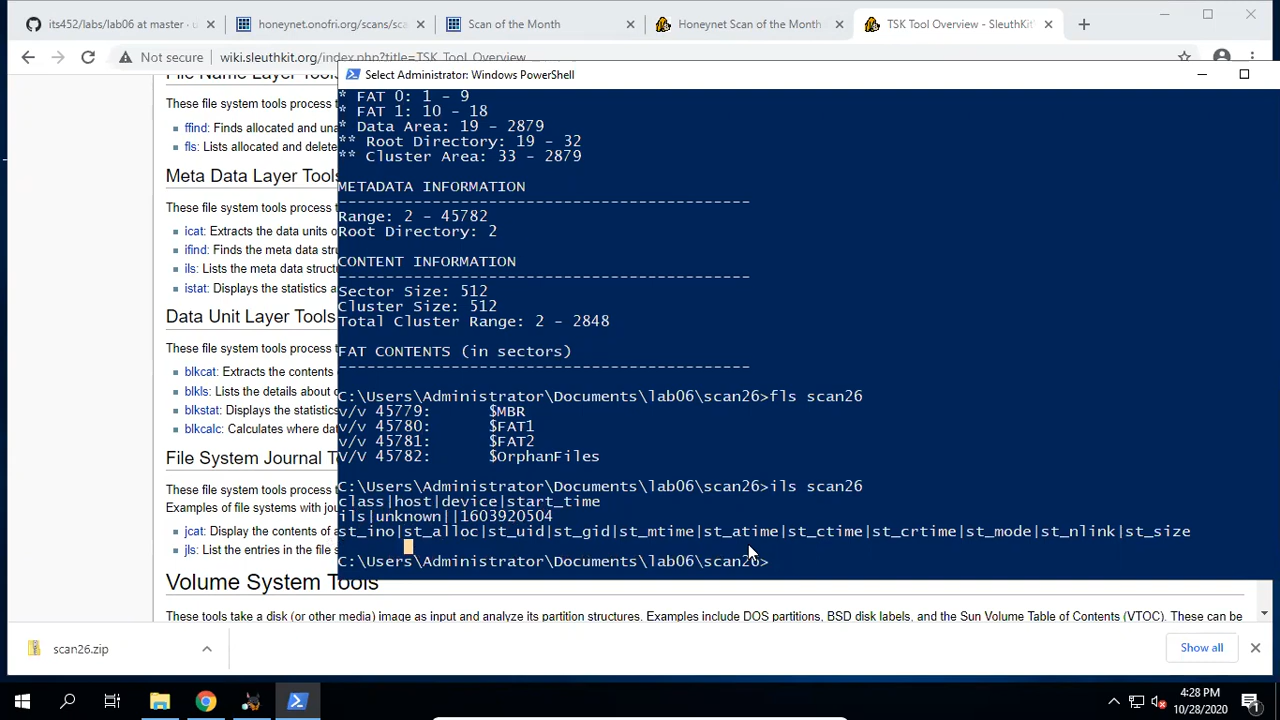 its452/labs/lab06 at master · u
honeynet.onofri.org/scans/sca
Scan of the Month
Honeynet Scan of the Month
TSK Tool Overview - SleuthKit
Not secure
wiki.sleuthkit.org/index.php?title=TSK_Tool_Overview
Select Administrator: Windows PowerShell
File Name Layer Tools
These file system tools process t
ffind: Finds allocated and una
fls: Lists allocated and delete
Meta Data Layer Tools
These file system tools process t
icat: Extracts the data units o
ifind: Finds the meta data str
ils: Lists the meta data struct
istat: Displays the statistics a
Data Unit Layer Tools
These file system tools process t
blkcat: Extracts the contents
blkls: Lists the details about
blkstat: Displays the statistics
blkcalc: Calculates where dat
File System Journal T
These file system tools process t
Examples of file systems with jou
jcat: Display the contents of a
jls: List the entries in the file s
Volume System Tools
These tools take a disk (or other media) image as input and analyze its partition structures. Examples include DOS partitions, BSD disk labels, and the Sun Volume Table of Contents (VTOC). These can be
* FAT 0: 1 - 9
* FAT 1: 10 - 18
* Data Area: 19 - 2879
** Root Directory: 19 - 32
** Cluster Area: 33 - 2879
METADATA INFORMATION
--------------------------------------------
Range: 2 - 45782
Root Directory: 2
CONTENT INFORMATION
--------------------------------------------
Sector Size: 512
Cluster Size: 512
Total Cluster Range: 2 - 2848
FAT CONTENTS (in sectors)
--------------------------------------------
C:\Users\Administrator\Documents\lab06\scan26>fls scan26
v/v 45779: $MBR
v/v 45780: $FAT1
v/v 45781: $FAT2
v/v 45782: $OrphanFiles
C:\Users\Administrator\Documents\lab06\scan26>ils scan26
class|host|device|start_time
ils|unknown||1603920504
st_ino|st_alloc|st_uid|st_gid|st_mtime|st_atime|st_ctime|st_crtime|st_mode|st_nlink|st_size
C:\Users\Administrator\Documents\lab06\scan26>
scan26.zip
Show all
4:28 PM
10/28/2020
1